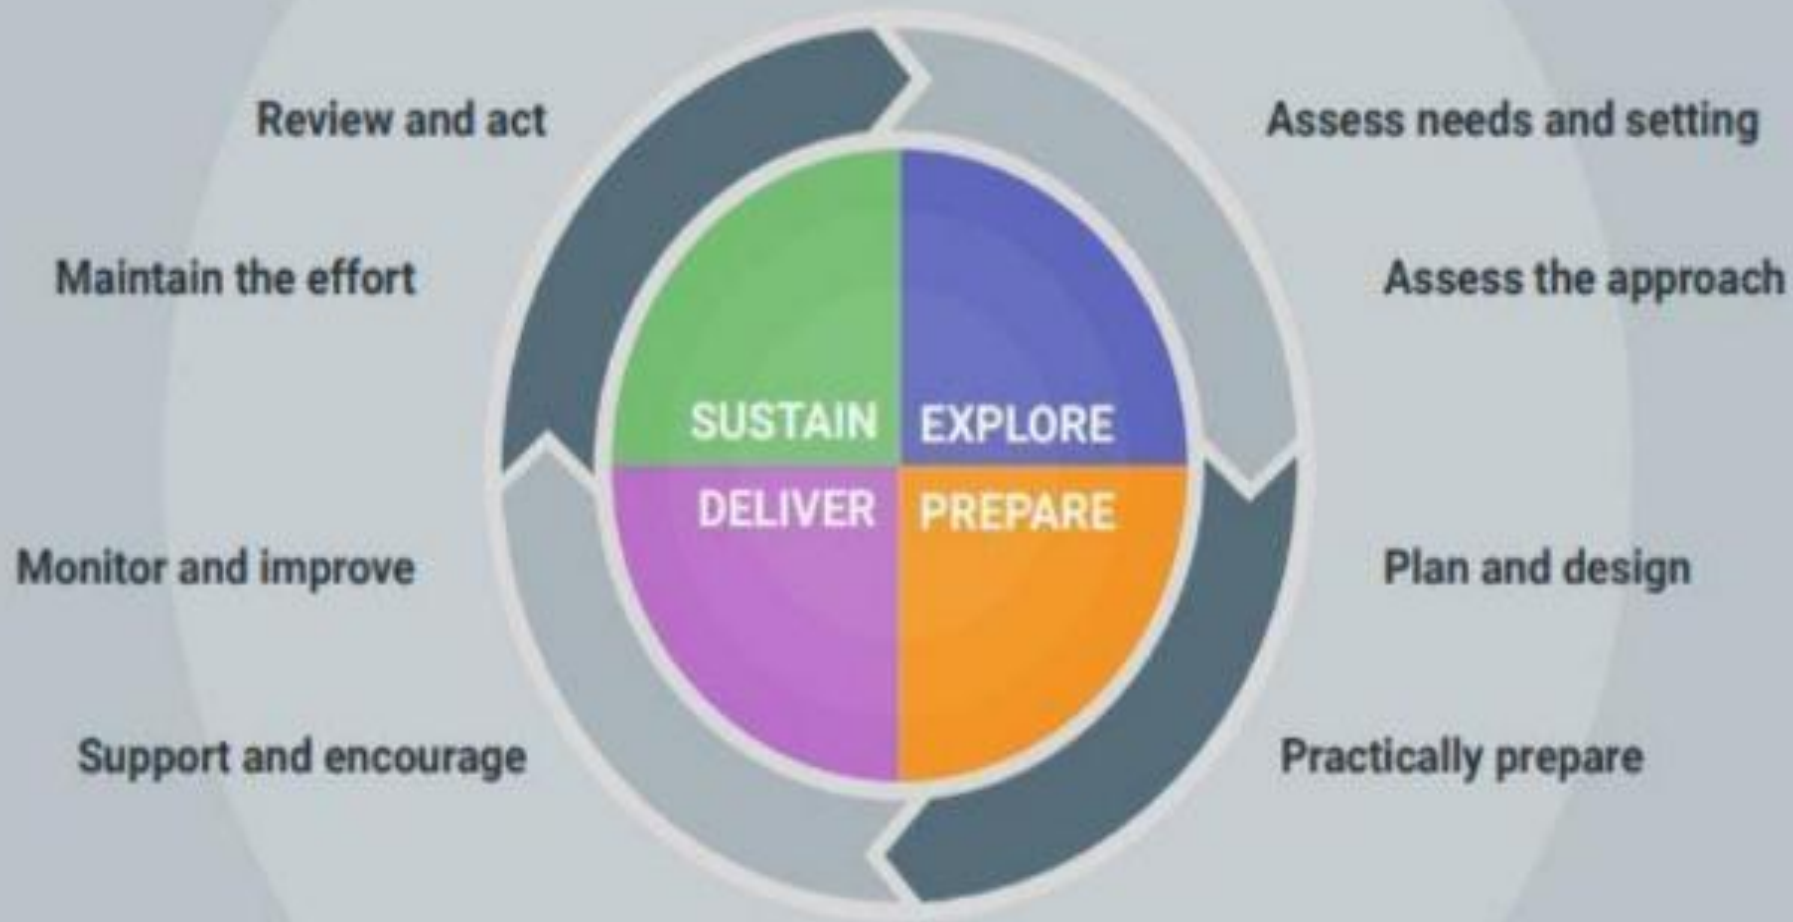 Review and act
Assess needs and setting
Maintain the effort
Assess the approach
SUSTAIN
EXPLORE
DELIVER
PREPARE
Monitor and improve
Plan and design
Support and encourage
Practically prepare